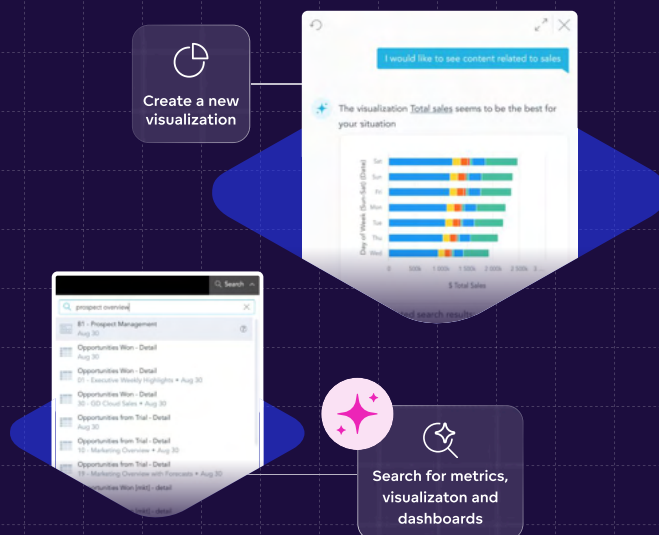 I would like to see content related to sales
Create a new
visualization
The visualization Total sales seems to be the best for
your situation
Day of Week (Sun-Sat) (Date)
Sat
Sun
Fri
Mon
Tue
Thu
Wed
0 500k 1 000k 1 500k 2 000k 2 500k 3...
$ Total Sales
search results:
Search
prospect overview
B1 - Prospect Management
Aug 30
Opportunities Won - Detail
Aug 30
Opportunities Won - Detail
01 - Executive Weekly Highlights • Aug 30
Opportunities Won - Detail
30 - GD Cloud Sales • Aug 30
Opportunities from Trial - Detail
Aug 30
Opportunities from Trial - Detail
10 - Marketing Overview • Aug 30
Opportunities from Trial - Detail
19 - Marketing Overview with Forecasts • Aug 30
Opportunities Won [mkt] - detail
Search for metrics,
visualizaton and
dashboards